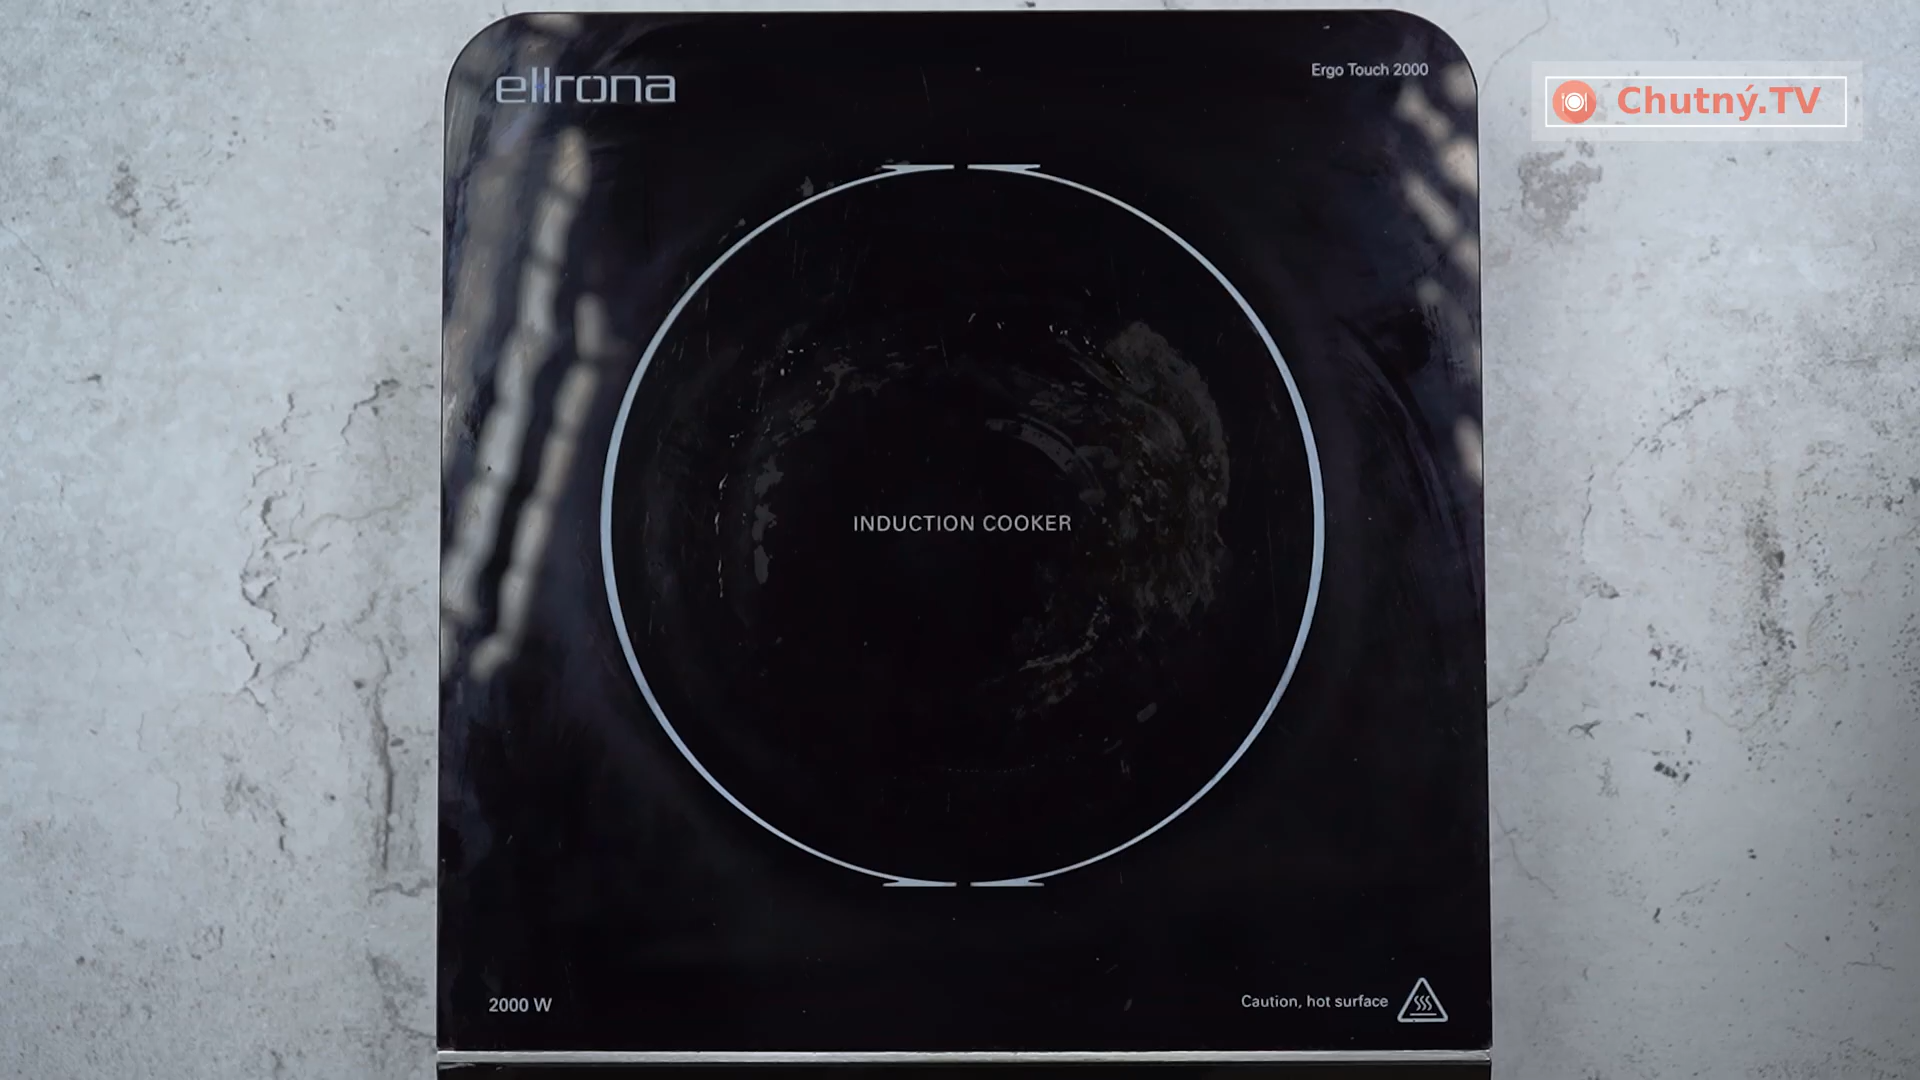 ellrona
Ergo Touch 2000
Chutný.TV
INDUCTION COOKER
2000 W
Caution, hot surface